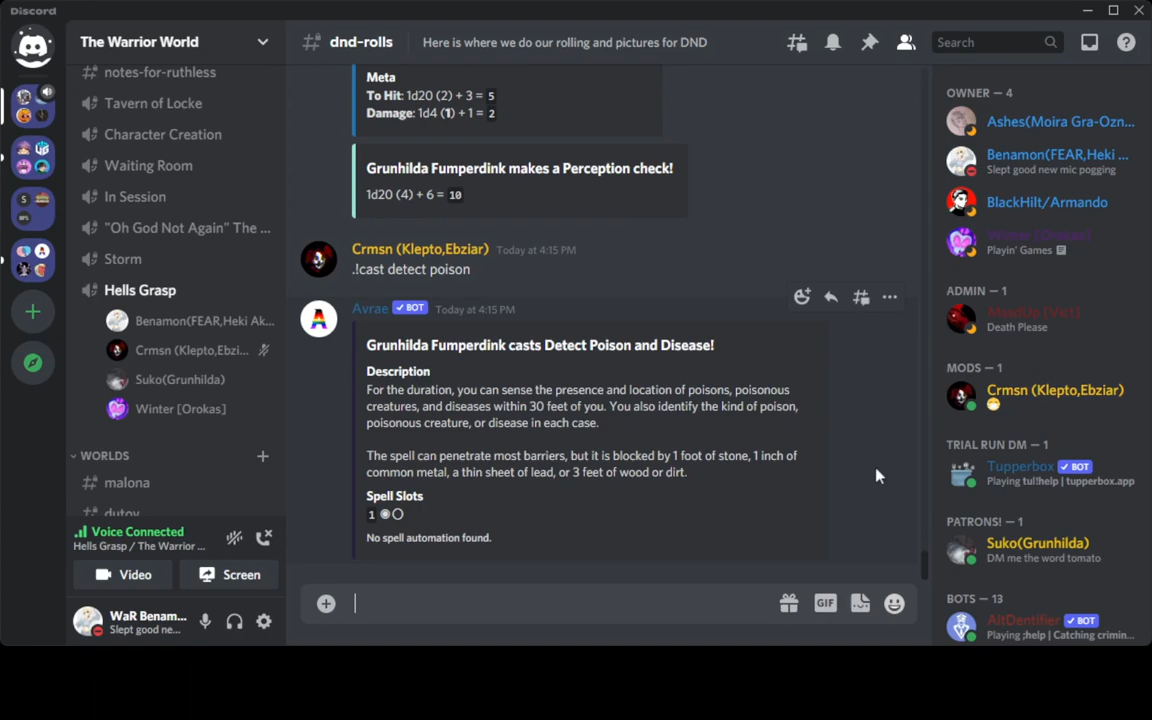 Discord
The Warrior World
notes-for-ruthless
Tavern of Locke
Character Creation
Waiting Room
In Session
"Oh God Not Again" The ...
Storm
Hells Grasp
Benamon(FEAR,Heki Ak...
Crmsn (Klepto,Ebzi...
Suko(Grunhilda)
Winter [Orokas]
WORLDS
malona
dutov
Voice Connected
Hells Grasp / The Warrior ...
Video
Screen
WaR Benam...
Slept good ne...
dnd-rolls
Here is where we do our rolling and pictures for DND
Search
Meta
To Hit: 1d20 (2) + 3 = 5
Damage: 1d4 (1) + 1 = 2
Grunhilda Fumperdink makes a Perception check!
1d20 (4) + 6 = 10
Crmsn (Klepto,Ebziar) Today at 4:15 PM
.!cast detect poison
A
Avrae BOT Today at 4:15 PM
Grunhilda Fumperdink casts Detect Poison and Disease!
Description
For the duration, you can sense the presence and location of poisons, poisonous
creatures, and diseases within 30 feet of you. You also identify the kind of poison,
poisonous creature, or disease in each case.
The spell can penetrate most barriers, but it is blocked by 1 foot of stone, 1 inch of
common metal, a thin sheet of lead, or 3 feet of wood or dirt.
Spell Slots
1
No spell automation found.
GIF
OWNER — 4
Ashes(Moira Gra-Ozn...
Benamon(FEAR,Heki ...
Slept good new mic pogging
BlackHilt/Armando
Winter [Orokas]
Playin' Games
ADMIN — 1
Death Please
MODS — 1
Crmsn (Klepto,Ebziar)
TRIAL RUN DM — 1
Tupperbox BOT
Playing tul!help | tupperbox.app
PATRONS! — 1
Suko(Grunhilda)
DM me the word tomato
BOTS — 13
AltDentifier BOT
Playing ;help | Catching crimin...